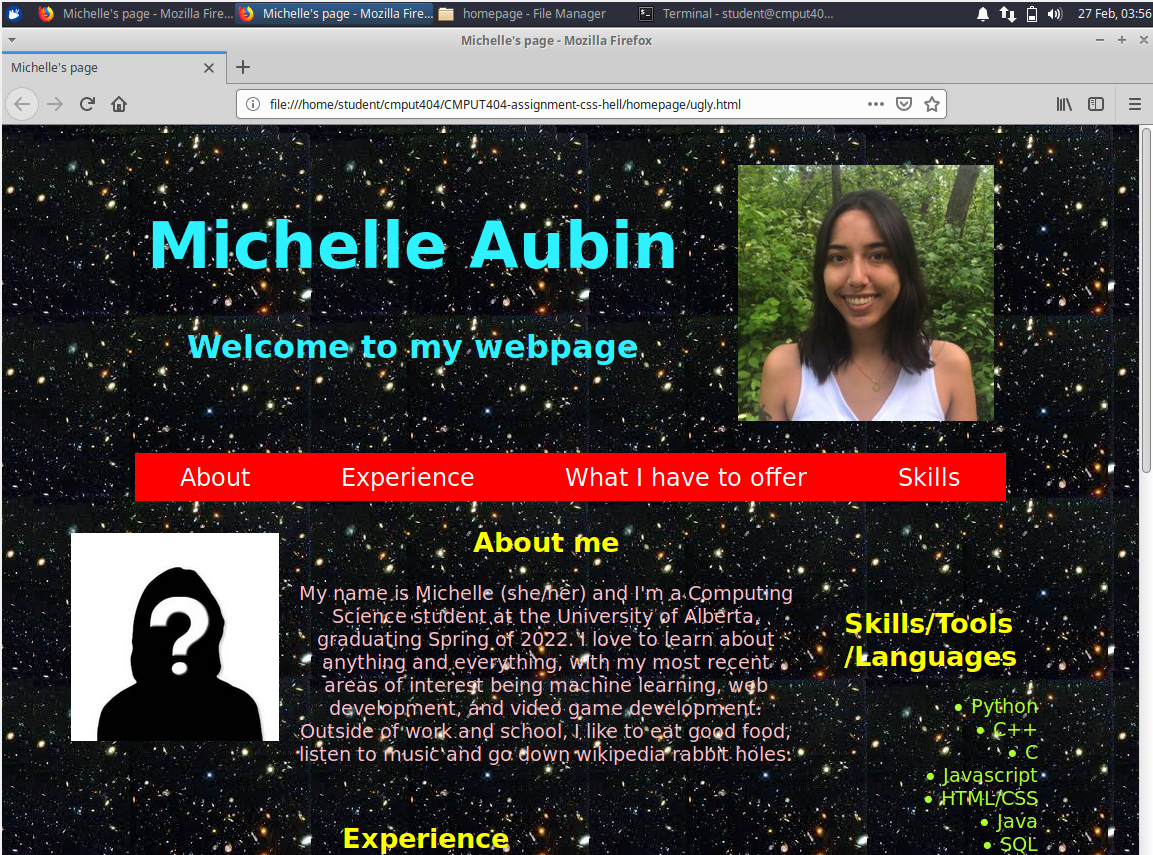 Michelle's page - Mozilla Fire...
Michelle's page - Mozilla Fire...
homepage - File Manager
Terminal - student@cmput40...
27 Feb, 03:56
Michelle's page - Mozilla Firefox
Michelle's page
file:///home/student/cmput404/CMPUT404-assignment-css-hell/homepage/ugly.html
Michelle Aubin
Welcome to my webpage
About
Experience
What I have to offer
Skills
?
About me
My name is Michelle (she/her) and I'm a Computing
Science student at the University of Alberta,
graduating Spring of 2022. I love to learn about
anything and everything, with my most recent
areas of interest being machine learning, web
development, and video game development.
Outside of work and school, I like to eat good food,
listen to music and go down wikipedia rabbit holes.
Experience
Skills/Tools
/Languages
• Python
• C++
• C
• Javascript
• HTML/CSS
• Java
• SQL